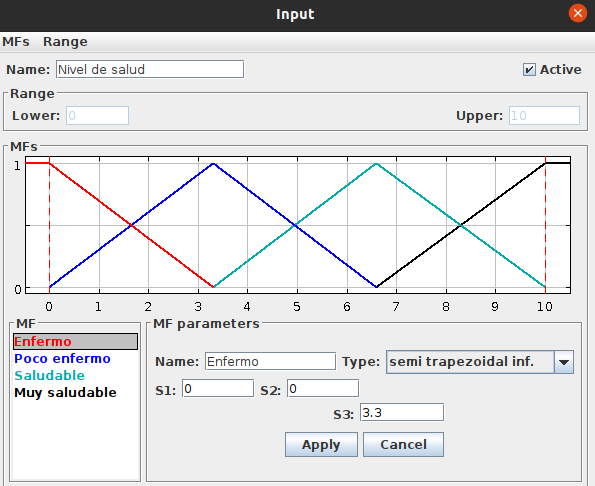 Input
MFs Range
Name: Nivel de salud Active
Range
Lower: 0 Upper: 10
MFs
1
0
0 1 2 3 4 5 6 7 8 9 10
MF
Enfermo
Poco enfermo
Saludable
Muy saludable
MF parameters
Name: Enfermo Type: semi trapezoidal inf.
S1: 0 S2: 0
S3: 3.3
Apply Cancel